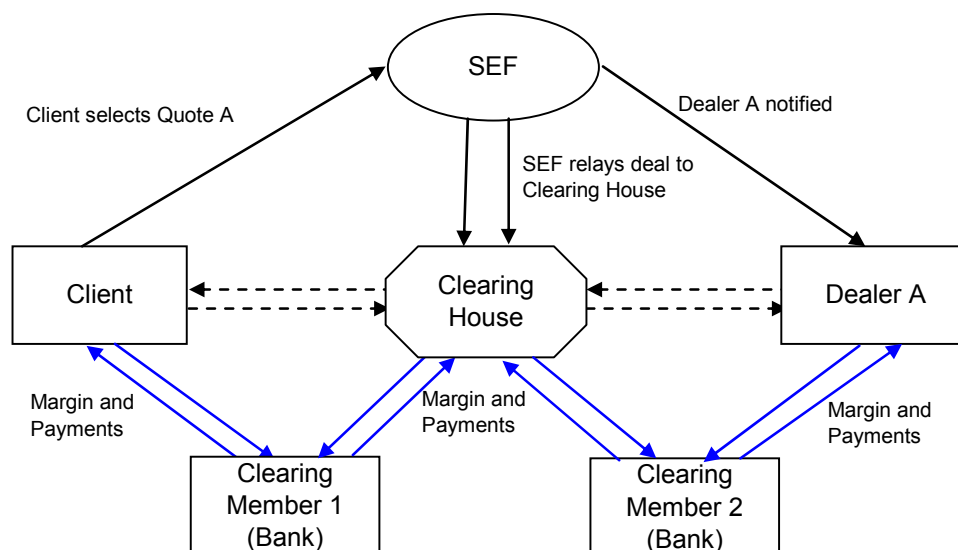 SEF
Client selects Quote A
Dealer A notified
SEF relays deal to
Clearing House
Client
Clearing
House
Dealer A
Margin and
Payments
Margin and
Payments
Margin and
Payments
Clearing
Member 1
(Bank)
Clearing
Member 2
(Bank)